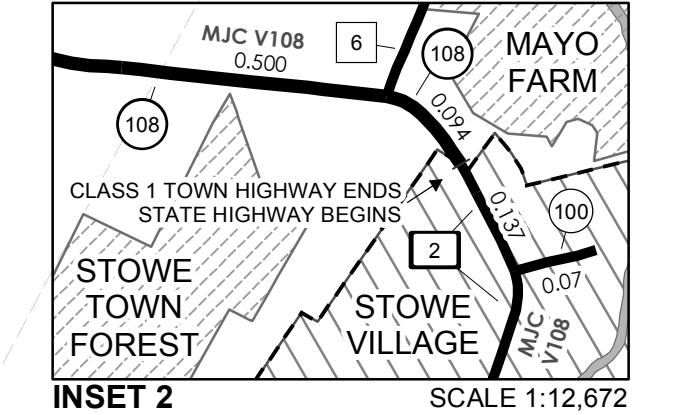 MJC V108
0.500
6
108
MAYO
FARM
0.094
108
CLASS 1 TOWN HIGHWAY ENDS
STATE HIGHWAY BEGINS
0.137
100
2
0.07
STOWE
TOWN
FOREST
STOWE
VILLAGE
MJC
V108
INSET 2
SCALE 1:12,672